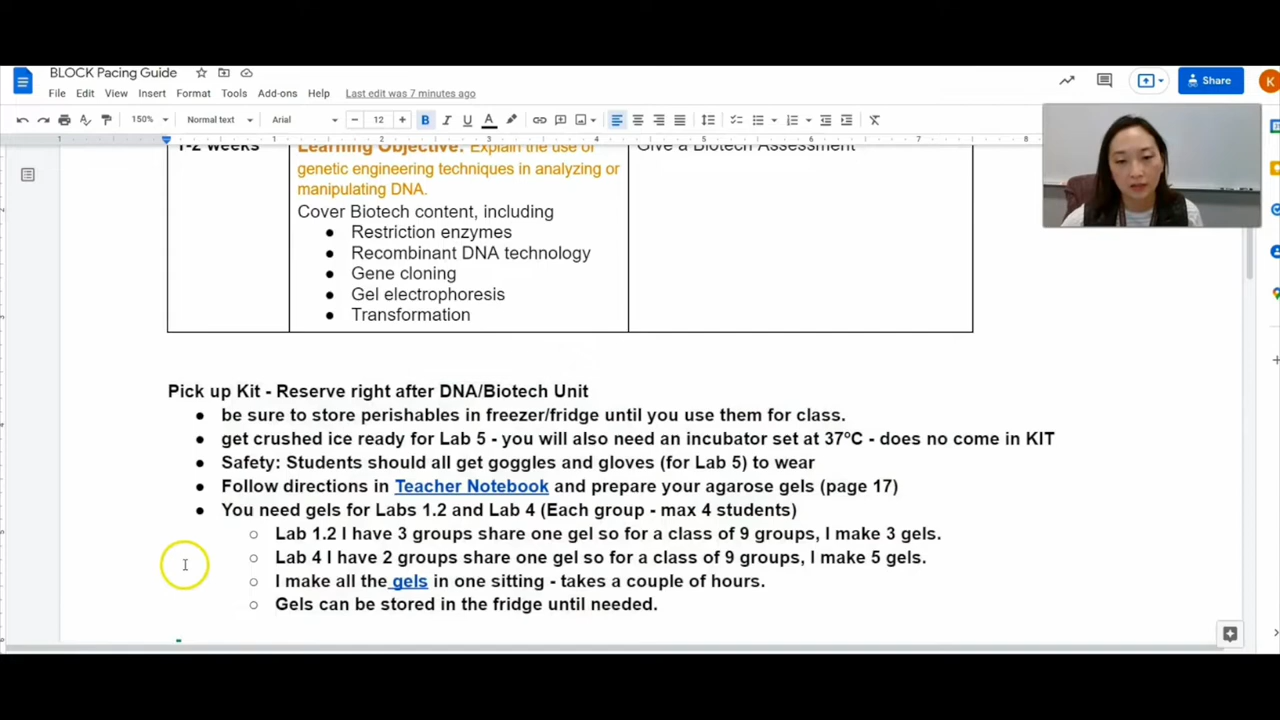 BLOCK Pacing Guide
File Edit View Insert Format Tools Add-ons Help Last edit was 7 minutes ago
Share
K
150% Normal text Arial 12 B I U A
1 1 2 3 4 5 6 7 8
1-2 weeks Learning Objective: Explain the use of Give a Biotech Assessment
genetic engineering techniques in analyzing or
manipulating DNA.
Cover Biotech content, including
● Restriction enzymes
● Recombinant DNA technology
● Gene cloning
● Gel electrophoresis
● Transformation
Pick up Kit - Reserve right after DNA/Biotech Unit
● be sure to store perishables in freezer/fridge until you use them for class.
● get crushed ice ready for Lab 5 - you will also need an incubator set at 37°C - does no come in KIT
● Safety: Students should all get goggles and gloves (for Lab 5) to wear
● Follow directions in Teacher Notebook and prepare your agarose gels (page 17)
● You need gels for Labs 1.2 and Lab 4 (Each group - max 4 students)
○ Lab 1.2 I have 3 groups share one gel so for a class of 9 groups, I make 3 gels.
○ Lab 4 I have 2 groups share one gel so for a class of 9 groups, I make 5 gels.
○ I make all the gels in one sitting - takes a couple of hours.
○ Gels can be stored in the fridge until needed.